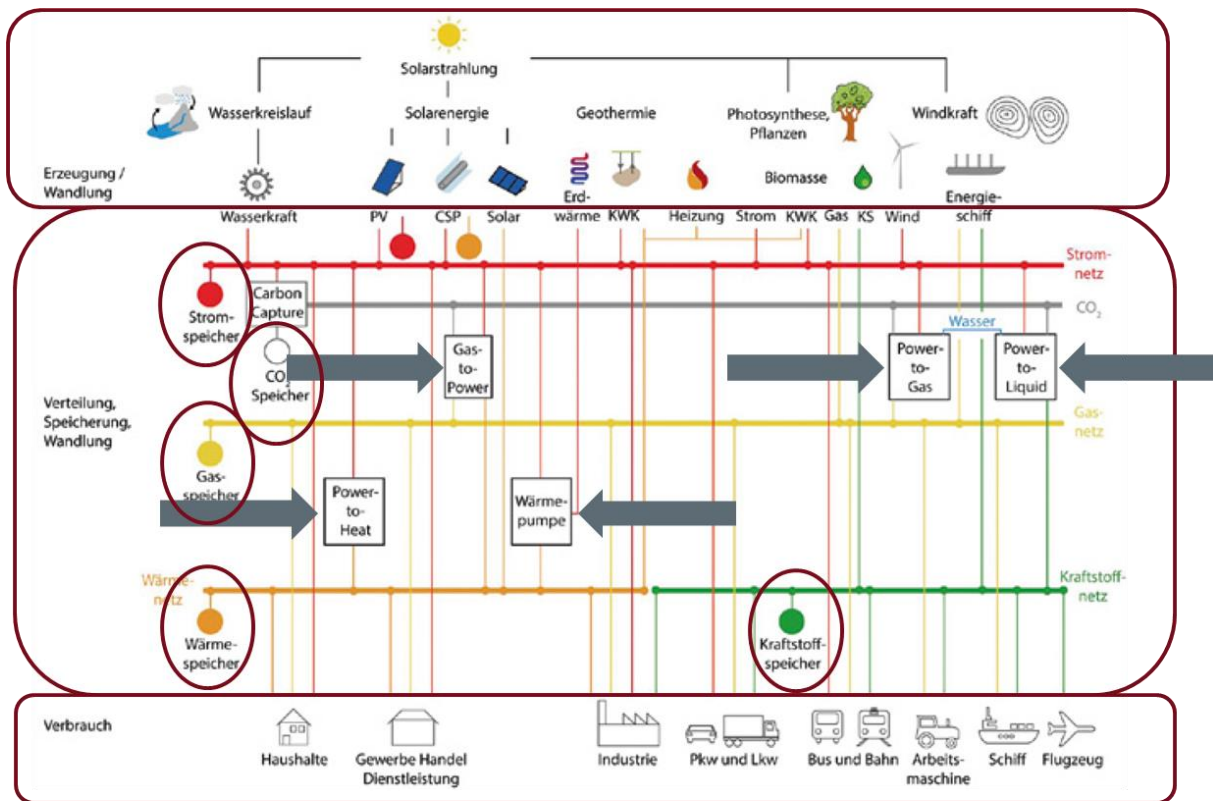 Solarstrahlung
Wasserkreislauf
Solarenergie
Geothermie
Photosynthese,
Pflanzen
Windkraft
Erzeugung /
Wandlung
Biomasse
Wasserkraft
PV
CSP
Solar
Erd-
wärme
KWK
Heizung
Strom
KWK
Gas
KS
Wind
Energie-
schiff
Strom-
netz
Strom-
speicher
Carbon
Capture
CO2
Wasser
CO2
Speicher
Gas-
to-
Power
Power-
to-
Gas
Power-
to-
Liquid
Verteilung,
Speicherung,
Wandlung
Gas-
netz
Gas-
speicher
Power-
to-
Heat
Wärme-
pumpe
Wärme-
netz
Kraftstoff-
netz
Wärme-
speicher
Kraftstoff-
speicher
Verbrauch
Haushalte
Gewerbe Handel
Dienstleistung
Industrie
Pkw und Lkw
Bus und Bahn
Arbeits-
maschine
Schiff
Flugzeug